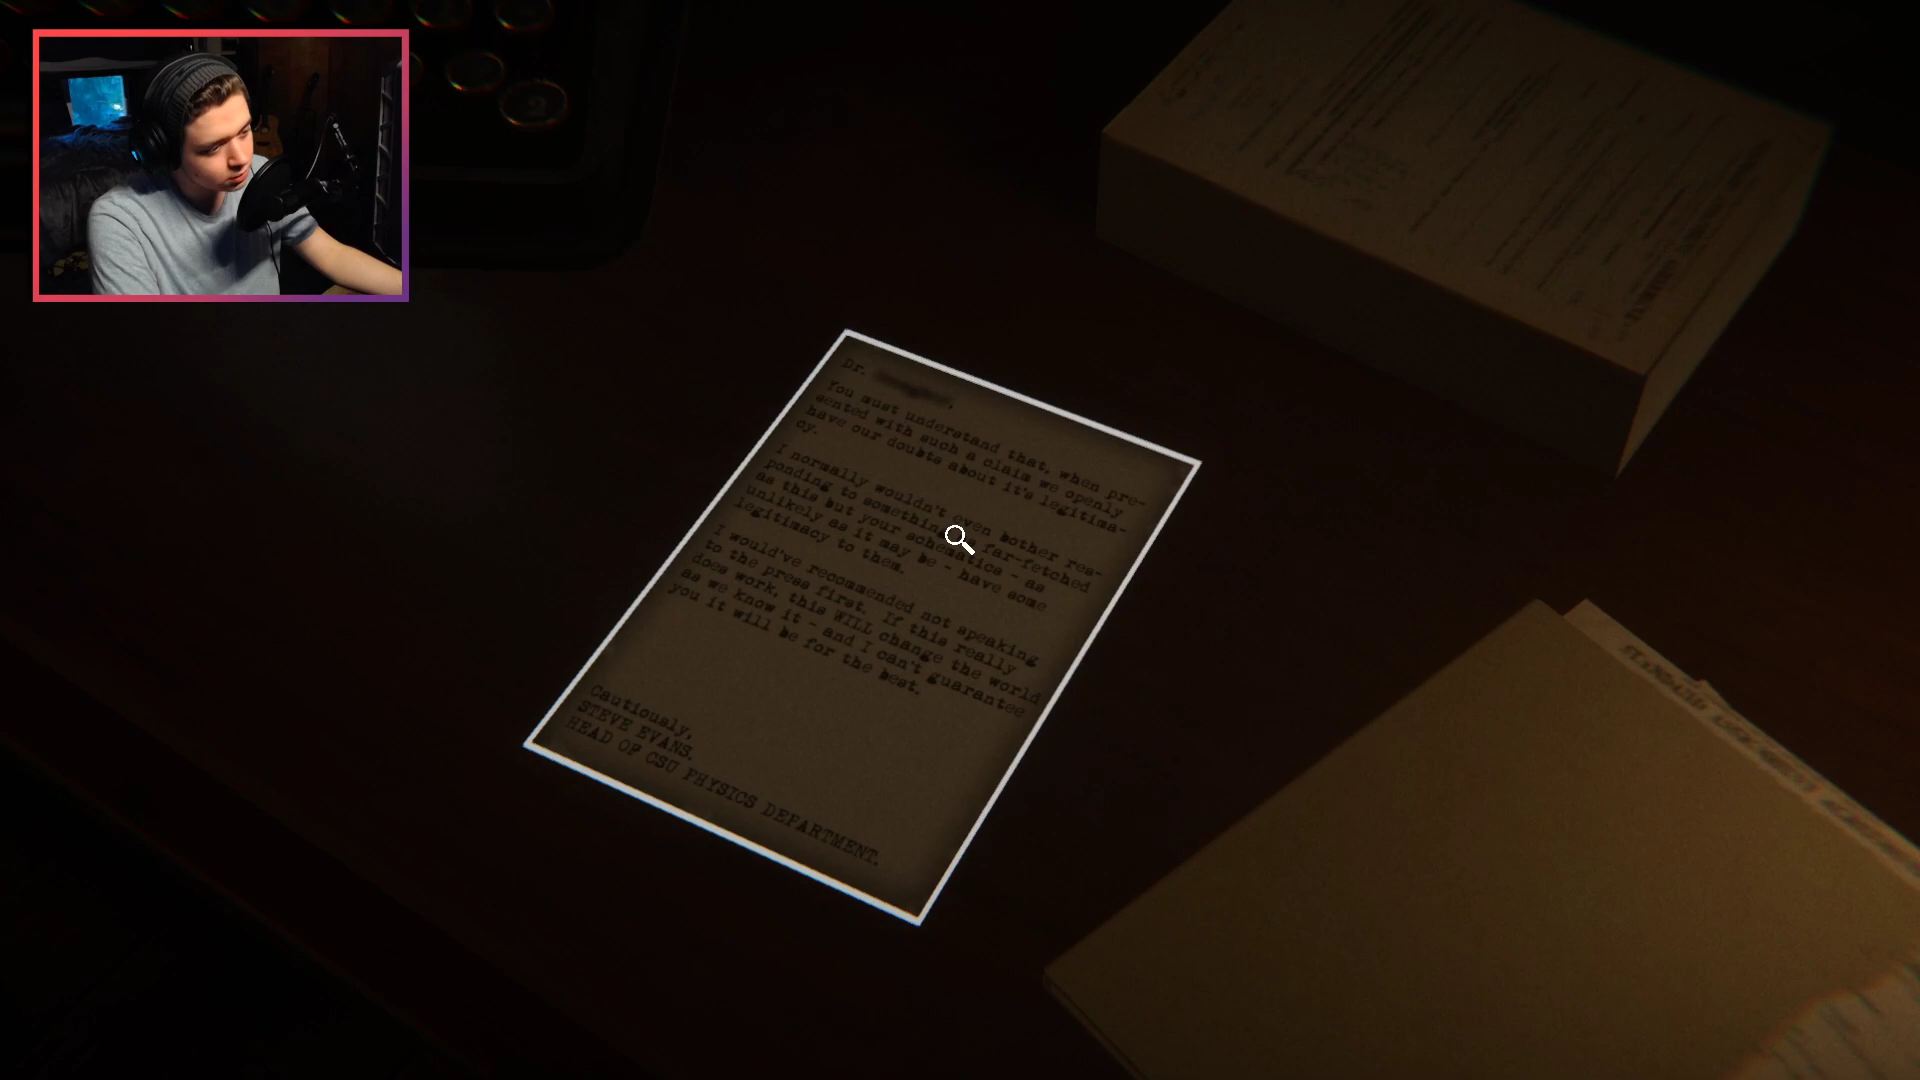 Dr.
You must understand that, when pre-
sented with such a claim we openly
have our doubts about it's legitima-
cy.
I normally wouldn't even bother res-
ponding to something far-fetched
as this but your schematics - as
unlikely as it may be - have some
legitimacy to them.
I would've recommended not speaking
to the press first. If this really
does work, this WILL change the world
as we know it - and I can't guarantee
you it will be for the best.
Cautiously,
STEVE EVANS.
HEAD OF CSU PHYSICS DEPARTMENT.